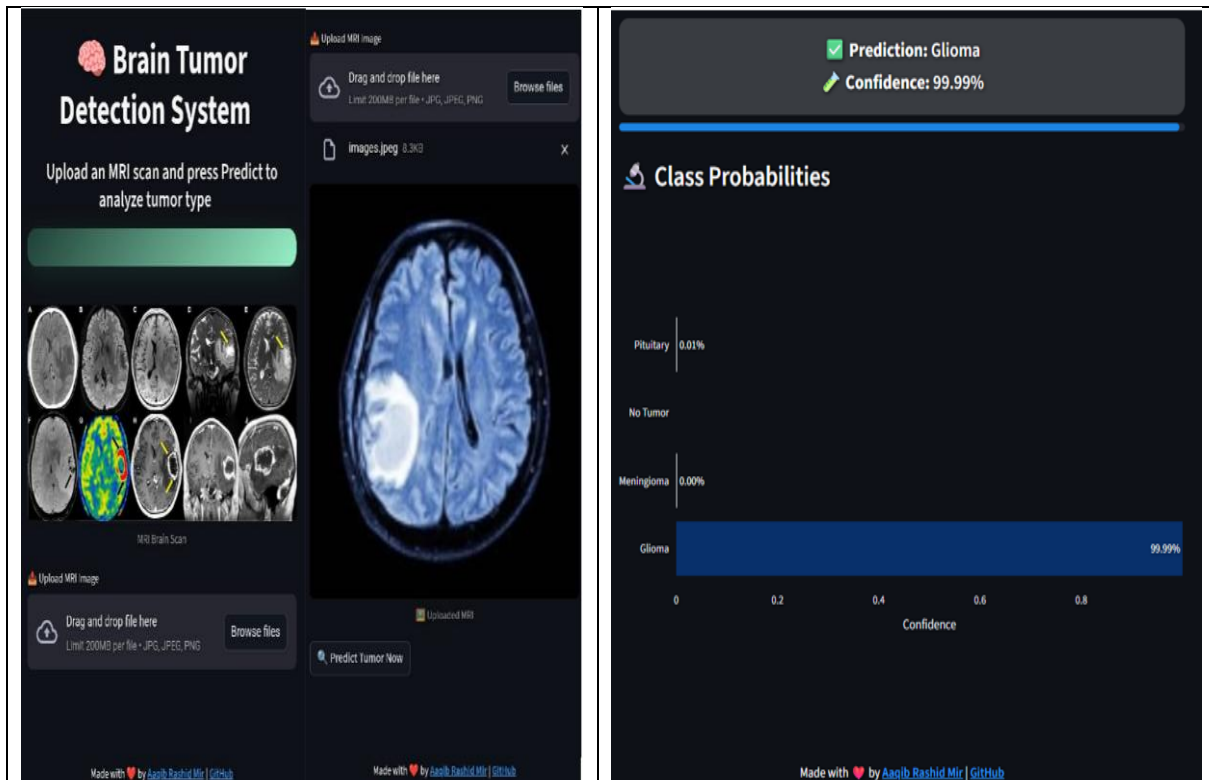 🧠 Brain Tumor
Detection System
Upload an MRI scan and press Predict to
analyze tumor type
A B C D E
F G H I J
MRI Brain Scan
📤 Upload MRI Image
Drag and drop file here
Limit 200MB per file • JPG, JPEG, PNG
Browse files
Made with ❤️ by Aaqib Rashid Mir | GitHub
📤 Upload MRI Image
Drag and drop file here
Limit 200MB per file • JPG, JPEG, PNG
Browse files
images.jpeg 8.3KB X
Uploaded MRI
🔍 Predict Tumor Now
Made with ❤️ by Aaqib Rashid Mir | GitHub
✅ Prediction: Glioma
🧪 Confidence: 99.99%
🔬 Class Probabilities
Pituitary 0.01%
No Tumor
Meningioma 0.00%
Glioma 99.99%
0 0.2 0.4 0.6 0.8
Confidence
Made with ❤️ by Aaqib Rashid Mir | GitHub